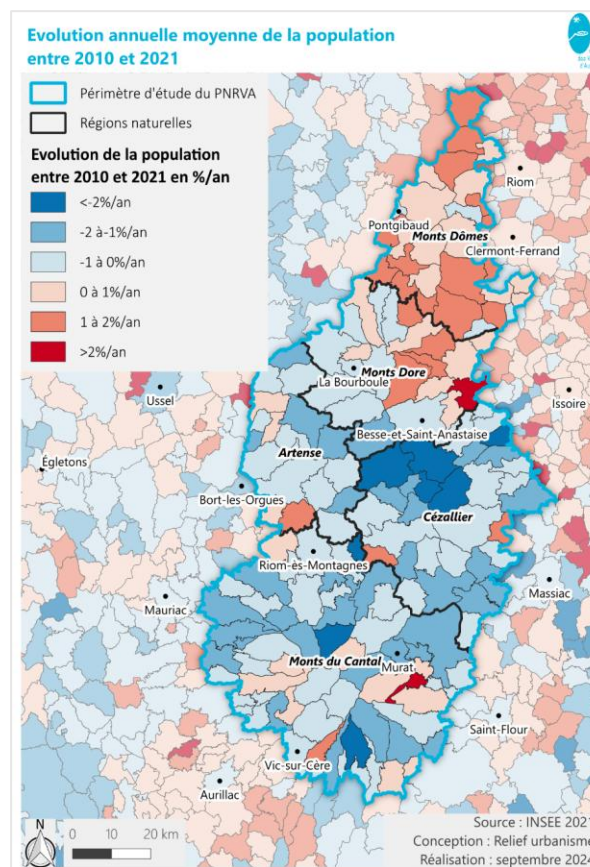 Evolution annuelle moyenne de la population
entre 2010 et 2021
Périmètre d'étude du PNRVA
Régions naturelles
Evolution de la population
entre 2010 et 2021 en %/an
<-2%/an
-2 à-1%/an
-1 à 0%/an
0 à 1%/an
1 à 2%/an
>2%/an
Riom
Pontgibaud
Monts Dômes
Clermont-Ferrand
Monts Dore
La Bourboule
Ussel
Issoire
Besse-et-Saint-Anastaise
Artense
Égletons
Bort-les-Orgues
Cézallier
Riom-ès-Montagnes
Massiac
Mauriac
Monts du Cantal
Murat
Saint-Flour
Vic-sur-Cère
Aurillac
N
0 10 20 km
Source : INSEE 2021
Conception : Relief urbanisme
Réalisation : septembre 2024